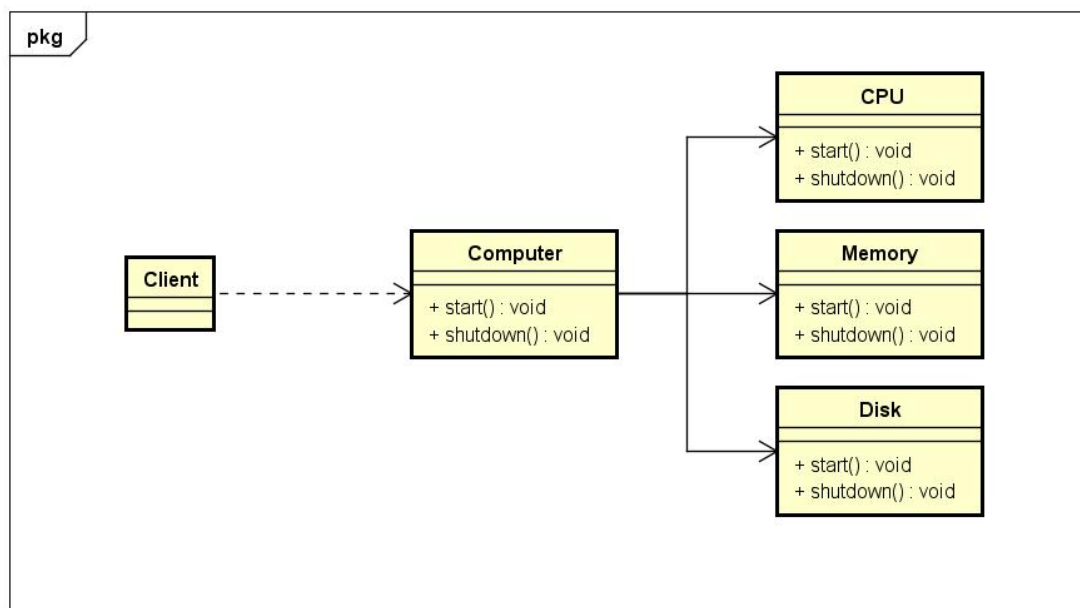 pkg
Client
Computer
+ start() : void
+ shutdown() : void
CPU
+ start() : void
+ shutdown() : void
Memory
+ start() : void
+ shutdown() : void
Disk
+ start() : void
+ shutdown() : void